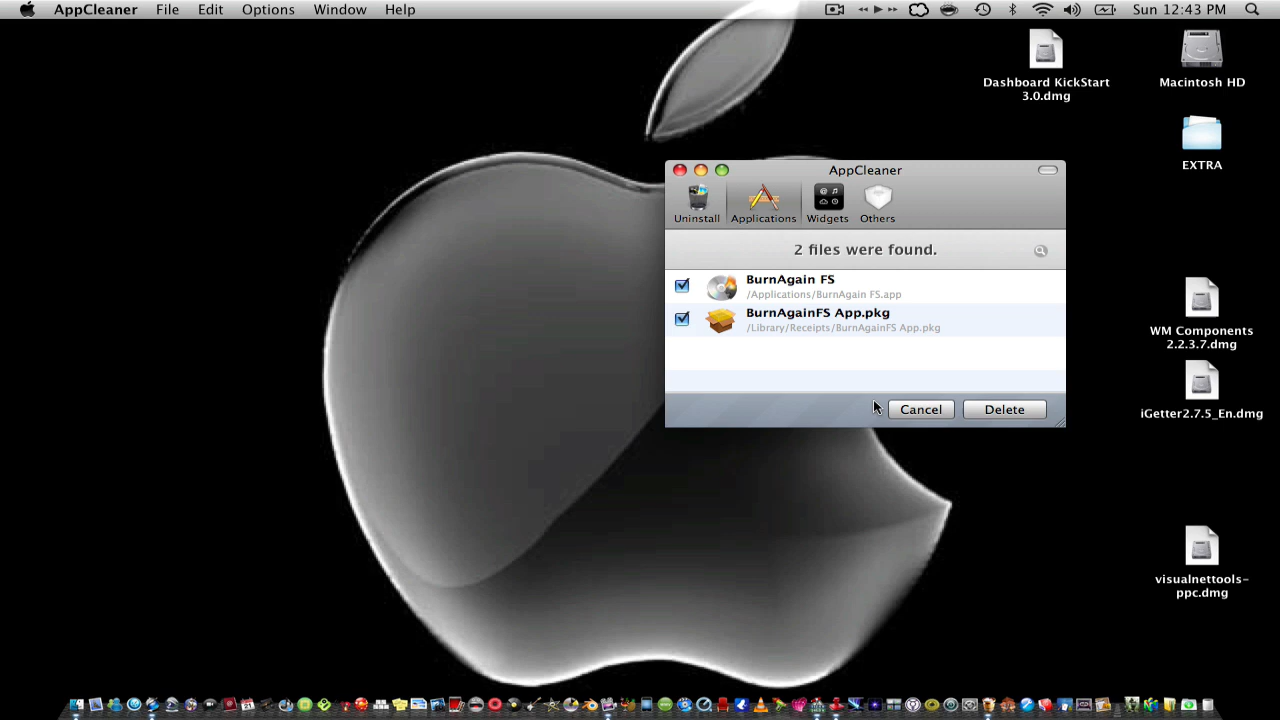 AppCleaner File Edit Options Window Help Sun 12:43 PM
Dashboard KickStart
3.0.dmg
Macintosh HD
EXTRA
AppCleaner
Uninstall Applications Widgets Others
2 files were found.
BurnAgain FS
/Applications/BurnAgain FS.app
BurnAgainFS App.pkg
/Library/Receipts/BurnAgainFS App.pkg
Cancel Delete
WM Components
2.2.3.7.dmg
iGetter2.7.5_En.dmg
visualnettools-
ppc.dmg